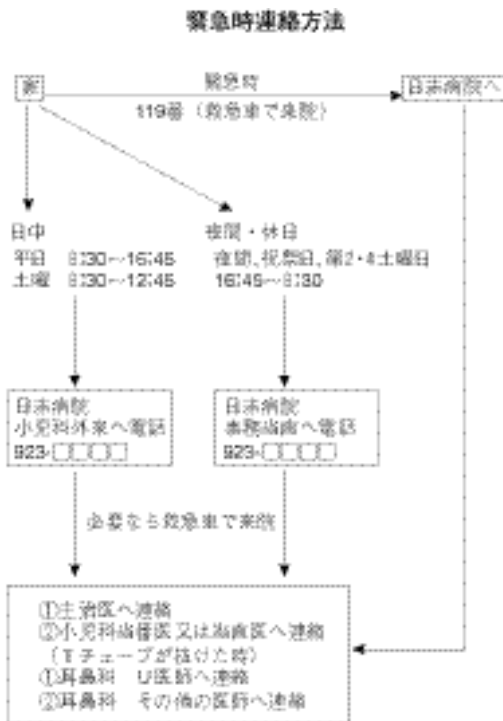 緊急時連絡方法
家
緊急時
119番（救急車で来院）
日赤病院へ
日中
平日 8:30～16:45
土曜 8:30～12:45
夜間・休日
夜間、祝祭日、第2・4土曜日
16:45～8:30
日赤病院
小児科外来へ電話
923-□□□□
日赤病院
事務当直へ電話
923-□□□□
必要なら救急車で来院
①主治医へ連絡
②小児科当番医又は当直医へ連絡
（Tチューブが抜けた時）
①耳鼻科 U医師へ連絡
②耳鼻科 その他の医師へ連絡